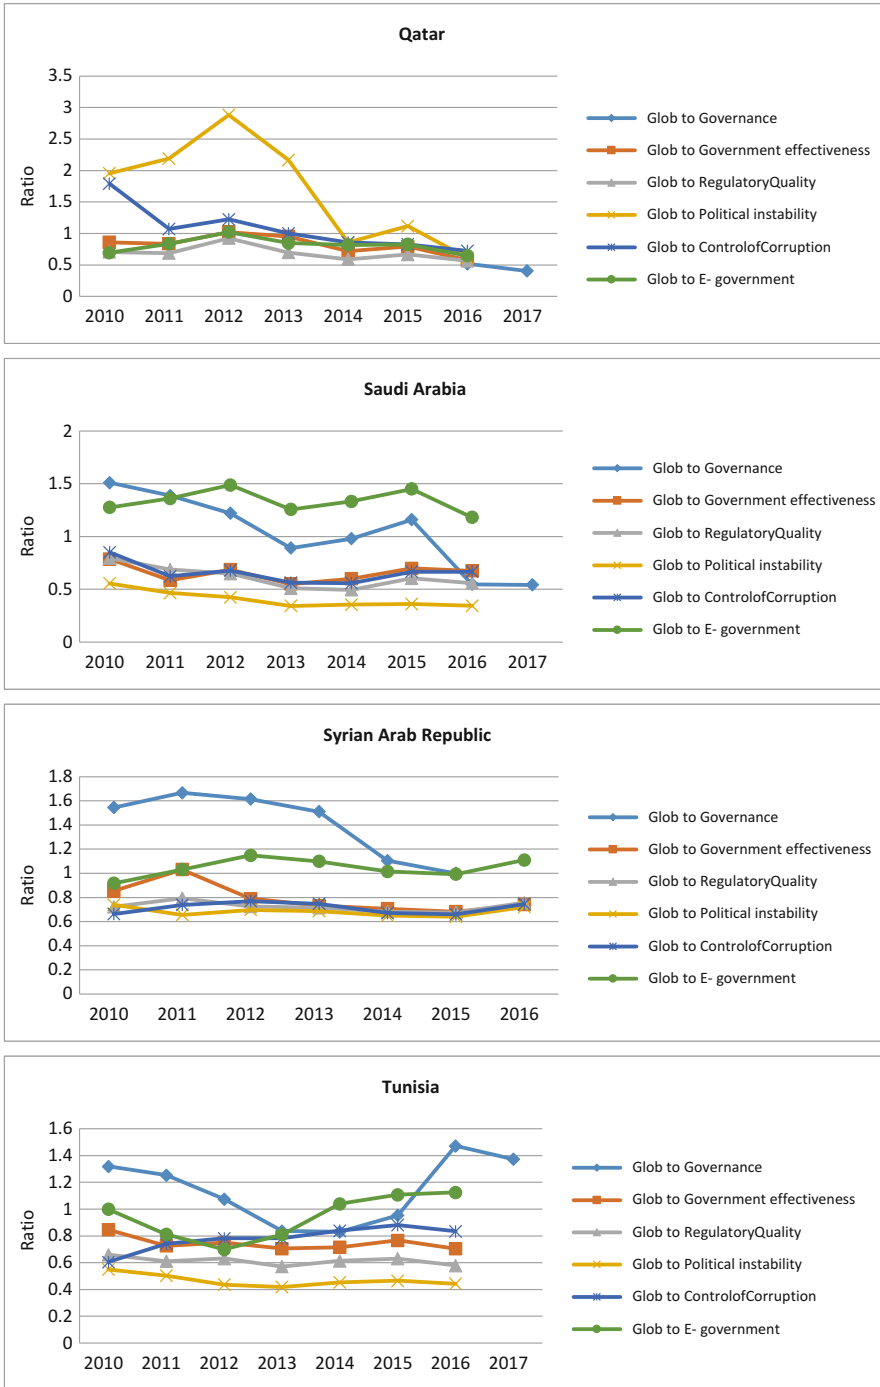 Qatar
3.5
3
2.5
2
1.5
1
0.5
0
Ratio
2010 2011 2012 2013 2014 2015 2016 2017
Glob to Governance
Glob to Government effectiveness
Glob to RegulatoryQuality
Glob to Political instability
Glob to ControlofCorruption
Glob to E- government
Saudi Arabia
2
1.5
1
0.5
0
Ratio
2010 2011 2012 2013 2014 2015 2016 2017
Glob to Governance
Glob to Government effectiveness
Glob to RegulatoryQuality
Glob to Political instability
Glob to ControlofCorruption
Glob to E- government
Syrian Arab Republic
1.8
1.6
1.4
1.2
1
0.8
0.6
0.4
0.2
0
Ratio
2010 2011 2012 2013 2014 2015 2016
Glob to Governance
Glob to Government effectiveness
Glob to RegulatoryQuality
Glob to Political instability
Glob to ControlofCorruption
Glob to E- government
Tunisia
1.6
1.4
1.2
1
0.8
0.6
0.4
0.2
0
Ratio
2010 2011 2012 2013 2014 2015 2016 2017
Glob to Governance
Glob to Government effectiveness
Glob to RegulatoryQuality
Glob to Political instability
Glob to ControlofCorruption
Glob to E- government